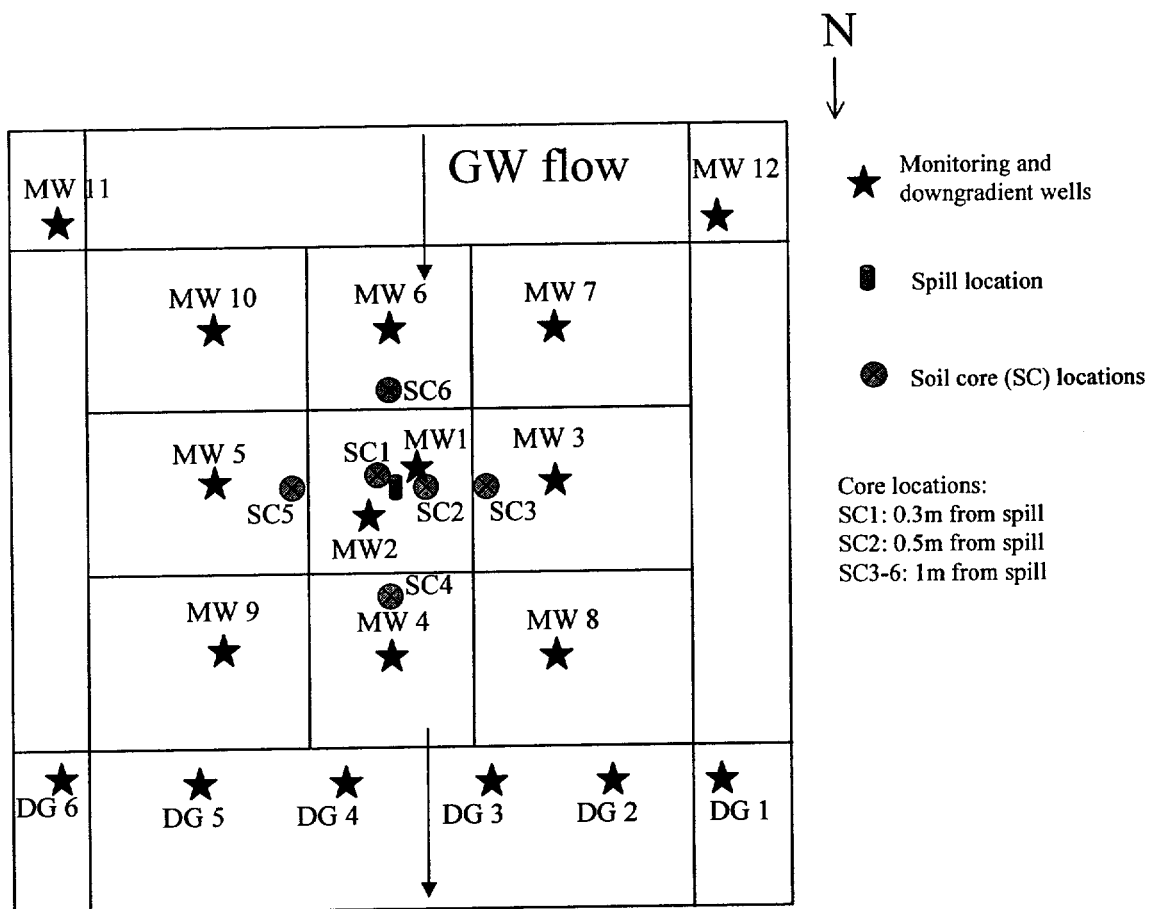 N
GW flow
MW 11
MW 12
MW 10
MW 6
MW 7
SC6
MW 5
SC1
MW1
MW 3
SC5
SC2
SC3
MW2
SC4
MW 9
MW 4
MW 8
DG 6
DG 5
DG 4
DG 3
DG 2
DG 1
Monitoring and
downgradient wells
Spill location
Soil core (SC) locations
Core locations:
SC1: 0.3m from spill
SC2: 0.5m from spill
SC3-6: 1m from spill